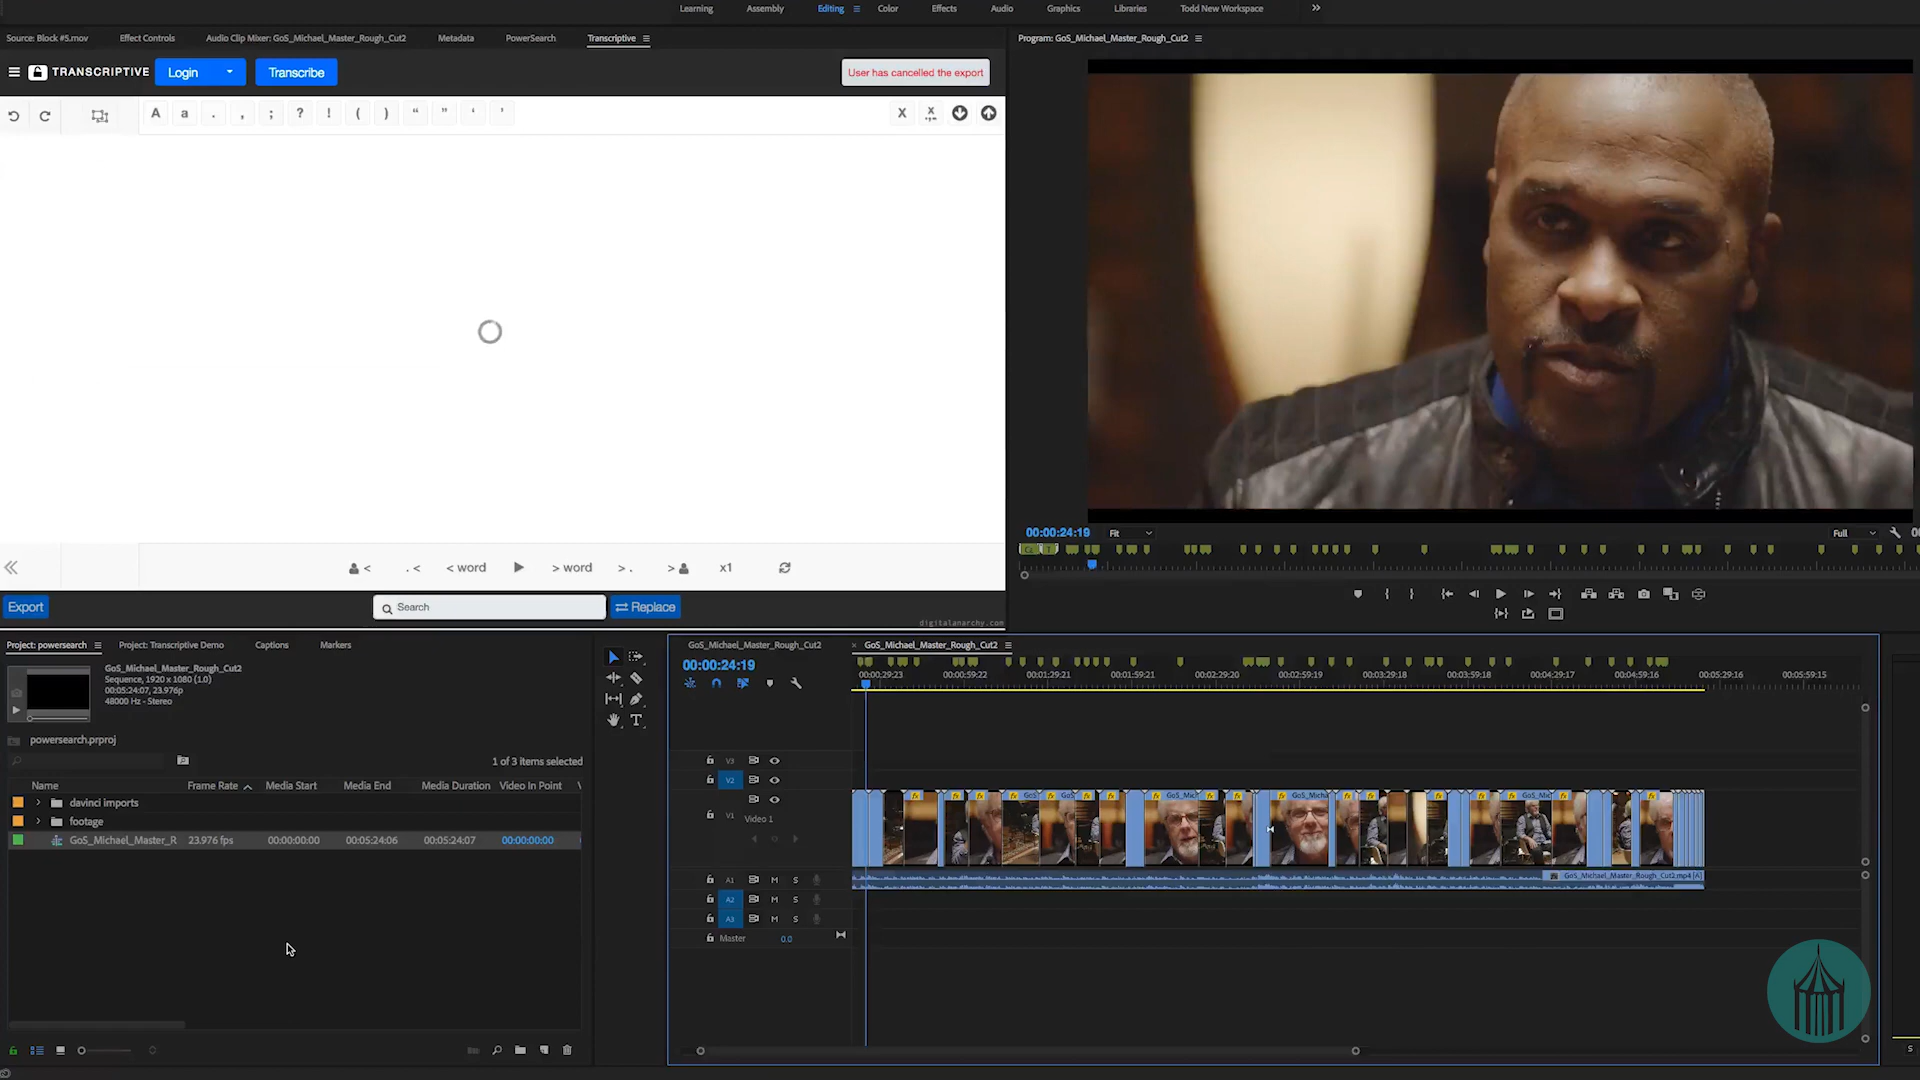 Learning Assembly Editing Color Effects Audio Graphics Libraries Todd New Workspace
Source: Block #5.mov Effect Controls Audio Clip Mixer: GoS_Michael_Master_Rough_Cut2 Metadata PowerSearch Transcriptive
Program: GoS_Michael_Master_Rough_Cut2
TRANSCRIPTIVE Login Transcribe User has cancelled the export
A a . , ; ? ! ( ) “ ” ‘ ’ X
< . < < word > word > . > x1
Export Search Replace
digitalanarchy.com
00:00:24:19 Fit Full
Project: powersearch Project: Transcriptive Demo Captions Markers
GoS_Michael_Master_Rough_Cut2
Sequence, 1920 x 1080 (1.0)
00:05:24:07, 23.976p
48000 Hz - Stereo
powersearch.prproj
1 of 3 items selected
Name Frame Rate Media Start Media End Media Duration Video In Point
davinci imports
footage
GoS_Michael_Master_R 23.976 fps 00:00:00:00 00:05:24:06 00:05:24:07 00:00:00:00
GoS_Michael_Master_Rough_Cut2 × GoS_Michael_Master_Rough_Cut2
00:00:24:19
00:00:29:23 00:00:59:22 00:01:29:21 00:01:59:21 00:02:29:20 00:02:59:19 00:03:29:18 00:03:59:18 00:04:29:17 00:04:59:16 00:05:29:16 00:05:59:15
V3
V2
V1 Video 1
A1 M S
GoS_Michael_Master_Rough_Cut2.mp4 [A]
A2 M S
A3 M S
Master 0.0
S